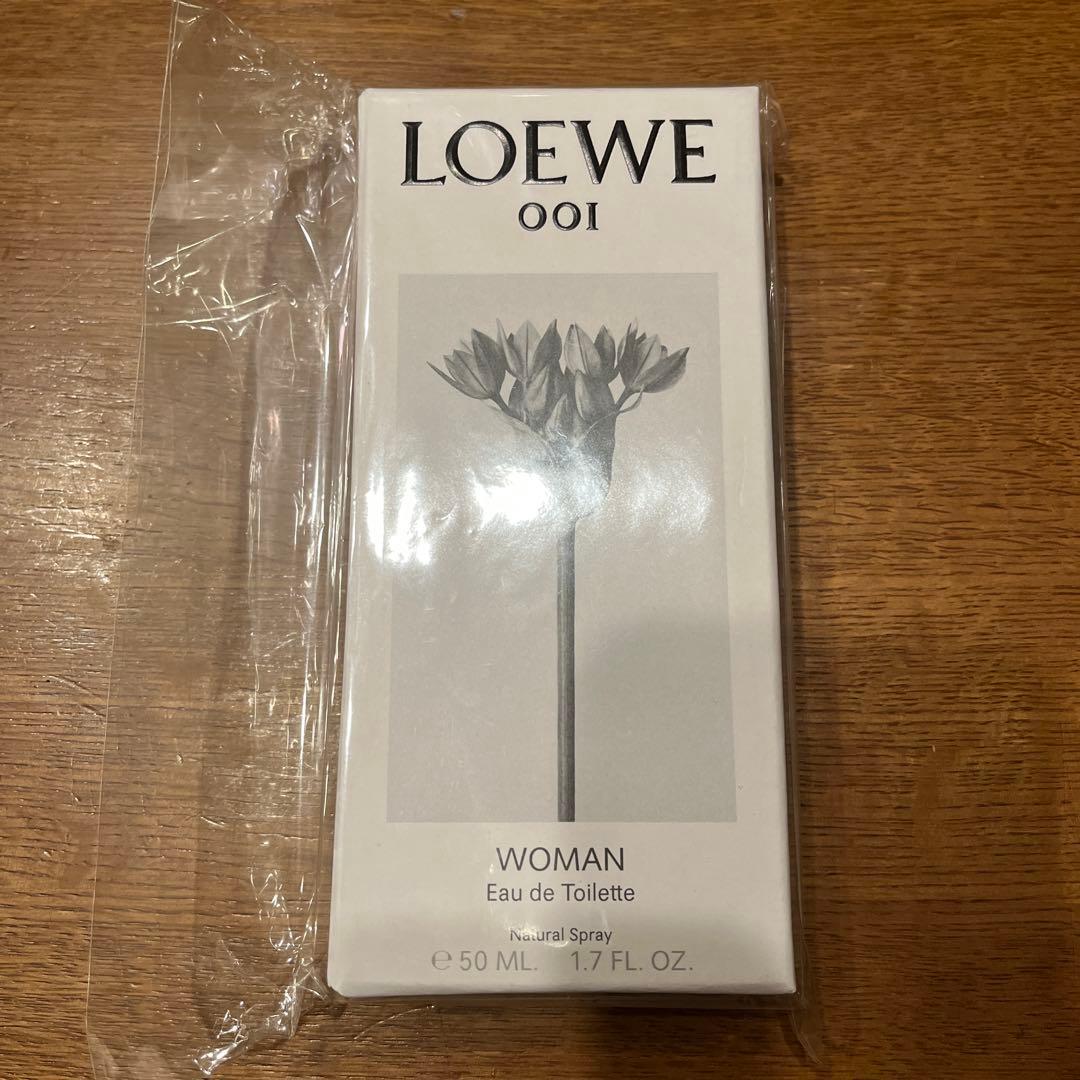 LOEWE
001
WOMAN
Eau de Toilette
Natural Spray
℮ 50 ML. 1.7 FL. OZ.